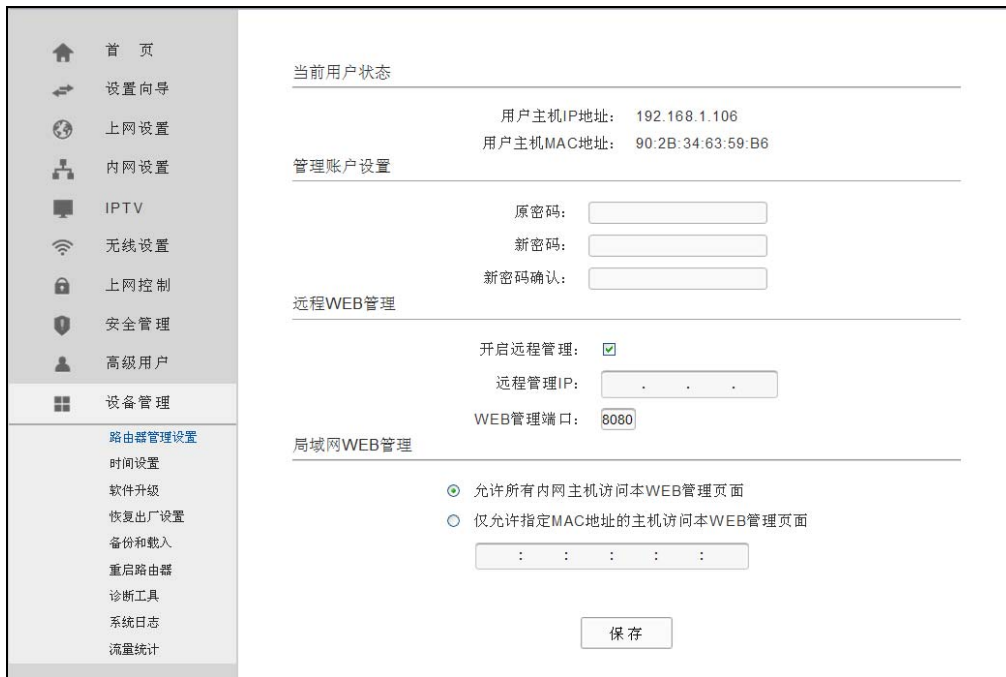 首 页
设置向导
上网设置
内网设置
IPTV
无线设置
上网控制
安全管理
高级用户
设备管理
路由器管理设置
时间设置
软件升级
恢复出厂设置
备份和载入
重启路由器
诊断工具
系统日志
流量统计
当前用户状态
用户主机IP地址： 192.168.1.106
用户主机MAC地址： 90:2B:34:63:59:B6
管理账户设置
原密码：
新密码：
新密码确认：
远程WEB管理
开启远程管理：
远程管理IP： . . .
WEB管理端口： 8080
局域网WEB管理
允许所有内网主机访问本WEB管理页面
仅允许指定MAC地址的主机访问本WEB管理页面
: : : : :
保存